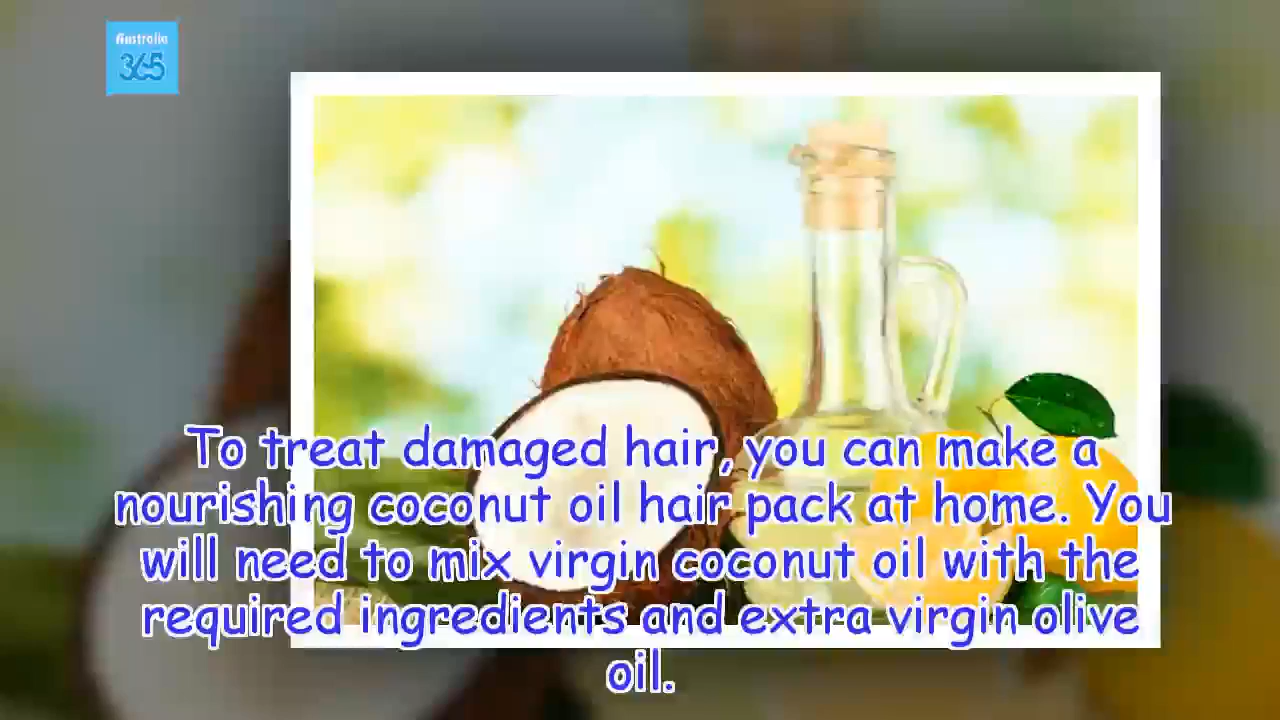 Australia
365
To treat damaged hair, you can make a
nourishing coconut oil hair pack at home. You
will need to mix virgin coconut oil with the
required ingredients and extra virgin olive
oil.